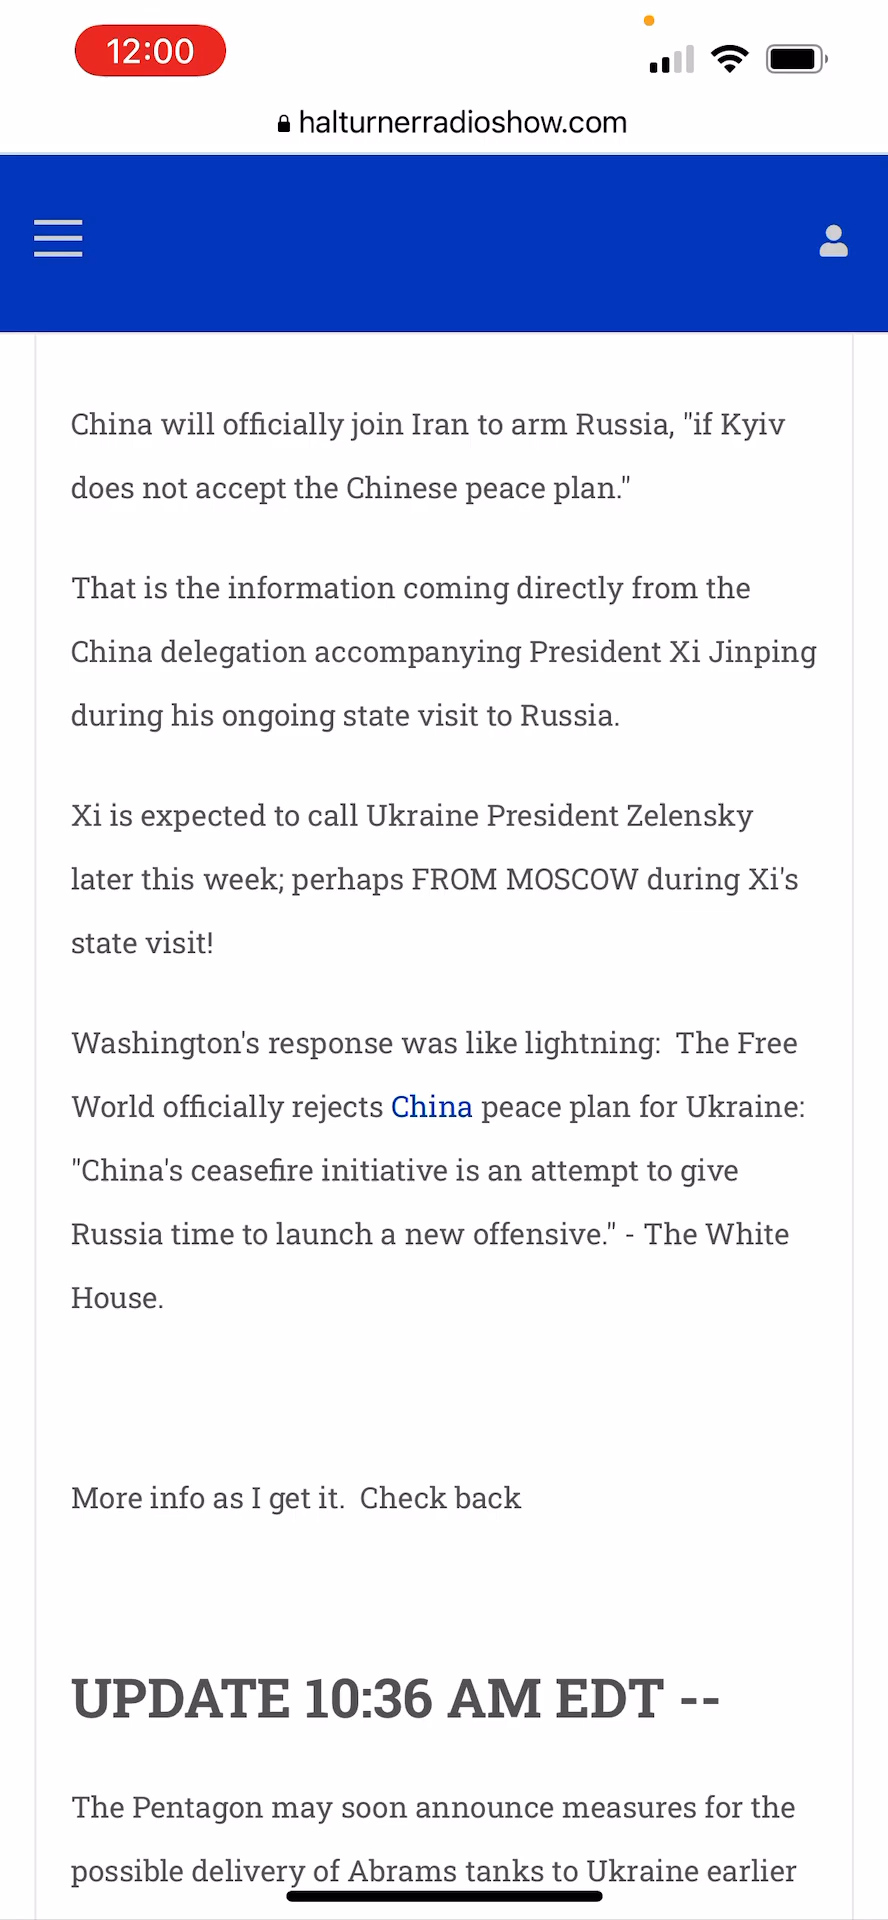 12:00
halturnerradioshow.com
China will officially join Iran to arm Russia, "if Kyiv
does not accept the Chinese peace plan."
That is the information coming directly from the
China delegation accompanying President Xi Jinping
during his ongoing state visit to Russia.
Xi is expected to call Ukraine President Zelensky
later this week; perhaps FROM MOSCOW during Xi's
state visit!
Washington's response was like lightning:  The Free
World officially rejects China peace plan for Ukraine:
"China's ceasefire initiative is an attempt to give
Russia time to launch a new offensive." - The White
House.
More info as I get it.  Check back
UPDATE 10:36 AM EDT --
The Pentagon may soon announce measures for the
possible delivery of Abrams tanks to Ukraine earlier